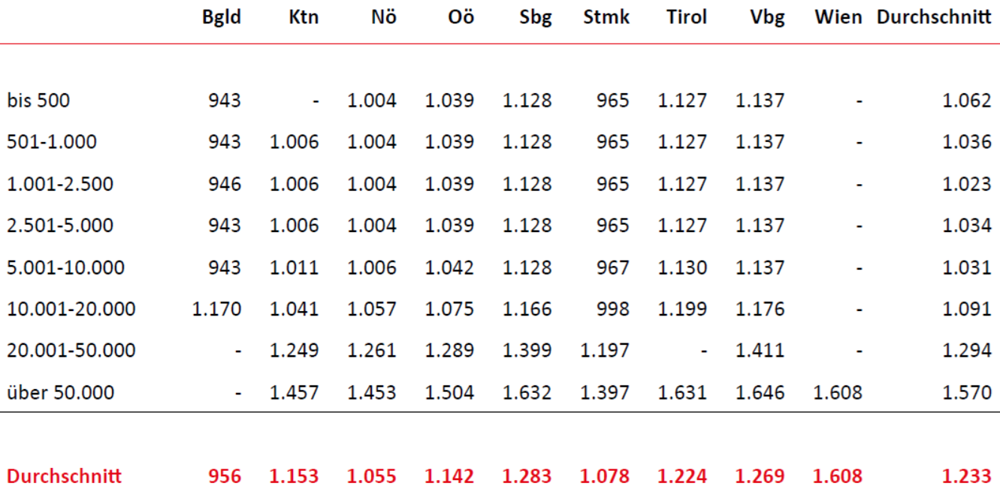 Bgld Ktn Nö Oö Sbg Stmk Tirol Vbg Wien Durchschnitt
bis 500 943 - 1.004 1.039 1.128 965 1.127 1.137 - 1.062
501-1.000 943 1.006 1.004 1.039 1.128 965 1.127 1.137 - 1.036
1.001-2.500 946 1.006 1.004 1.039 1.128 965 1.127 1.137 - 1.023
2.501-5.000 943 1.006 1.004 1.039 1.128 965 1.127 1.137 - 1.034
5.001-10.000 943 1.011 1.006 1.042 1.128 967 1.130 1.137 - 1.031
10.001-20.000 1.170 1.041 1.057 1.075 1.166 998 1.199 1.176 - 1.091
20.001-50.000 - 1.249 1.261 1.289 1.399 1.197 - 1.411 - 1.294
über 50.000 - 1.457 1.453 1.504 1.632 1.397 1.631 1.646 1.608 1.570
Durchschnitt 956 1.153 1.055 1.142 1.283 1.078 1.224 1.269 1.608 1.233